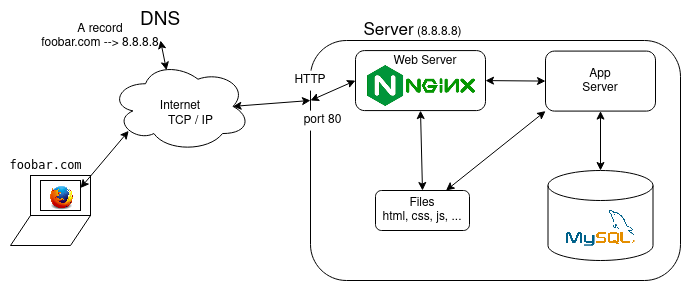 DNS
A record
foobar.com --> 8.8.8.8
Server (8.8.8.8)
HTTP
port 80
Web Server
NGINX
App
Server
Internet
TCP / IP
foobar.com
Files
html, css, js, ...
MySQL